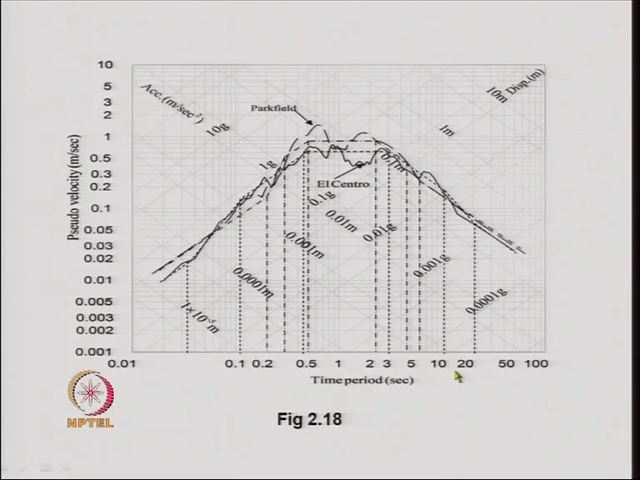 10
5
3
2
1
0.5
0.3
0.2
0.1
0.05
0.03
0.02
0.01
0.005
0.003
0.002
0.001
Pseudo velocity (m/sec)
Acc. (m/sec²)
10g
1g
0.1g
0.01g
0.001g
0.0001g
Disp. (m)
10m
1m
0.1m
0.01m
0.001m
0.0001m
1×10⁻⁵ m
Parkfield
El Centro
0.01 0.1 0.2 0.5 1 2 3 5 10 20 50 100
Time period (sec)
NPTEL
Fig 2.18